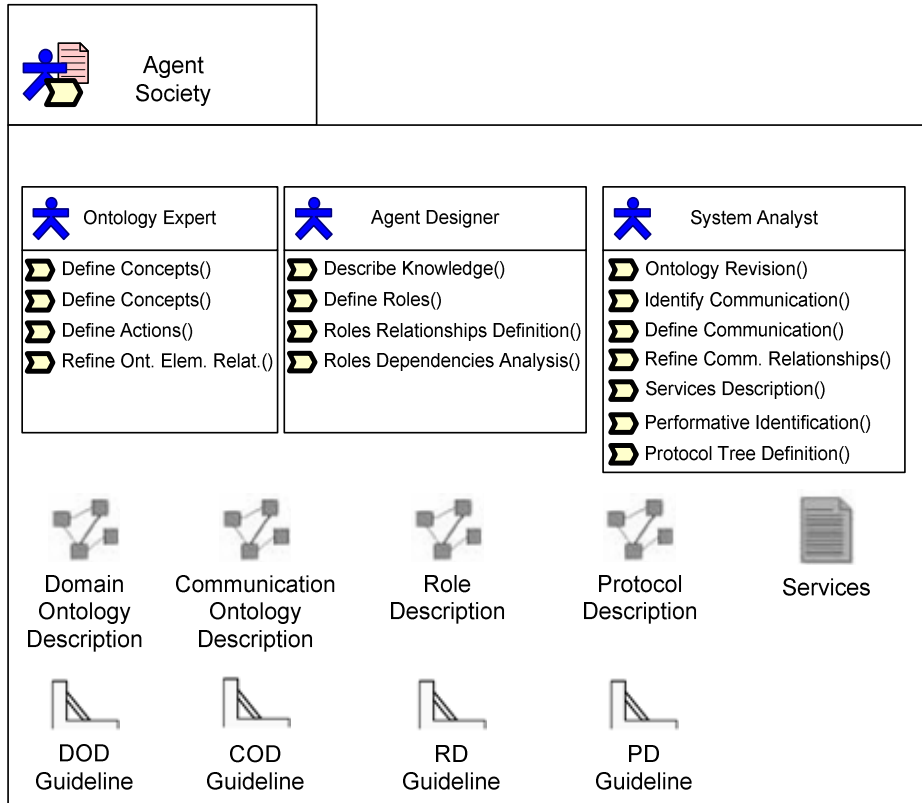 Agent
Society
Ontology Expert
Define Concepts()
Define Concepts()
Define Actions()
Refine Ont. Elem. Relat.()
Agent Designer
Describe Knowledge()
Define Roles()
Roles Relationships Definition()
Roles Dependencies Analysis()
System Analyst
Ontology Revision()
Identify Communication()
Define Communication()
Refine Comm. Relationships()
Services Description()
Performative Identification()
Protocol Tree Definition()
Domain
Ontology
Description
Communication
Ontology
Description
Role
Description
Protocol
Description
Services
DOD
Guideline
COD
Guideline
RD
Guideline
PD
Guideline